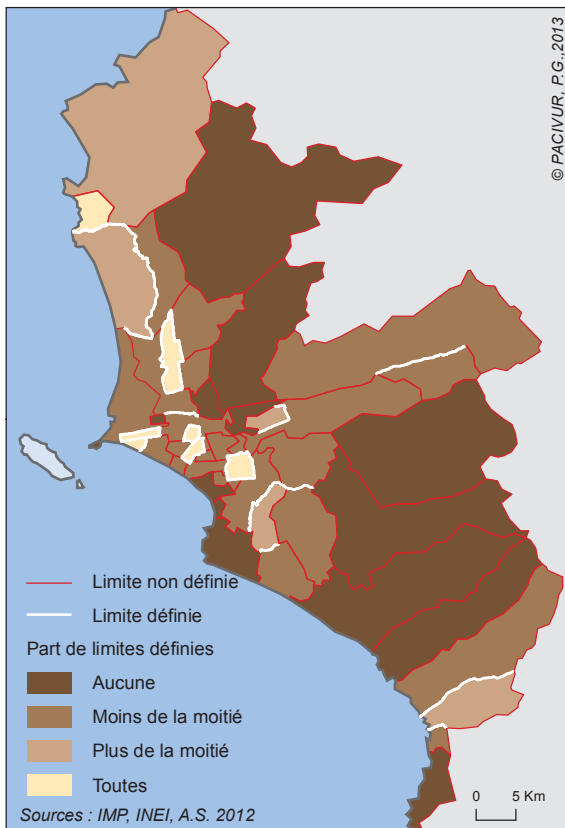 © PACIVUR, P.G.,2013
Limite non définie
Limite définie
Part de limites définies
Aucune
Moins de la moitié
Plus de la moitié
Toutes
0 5 Km
Sources : IMP, INEI, A.S. 2012